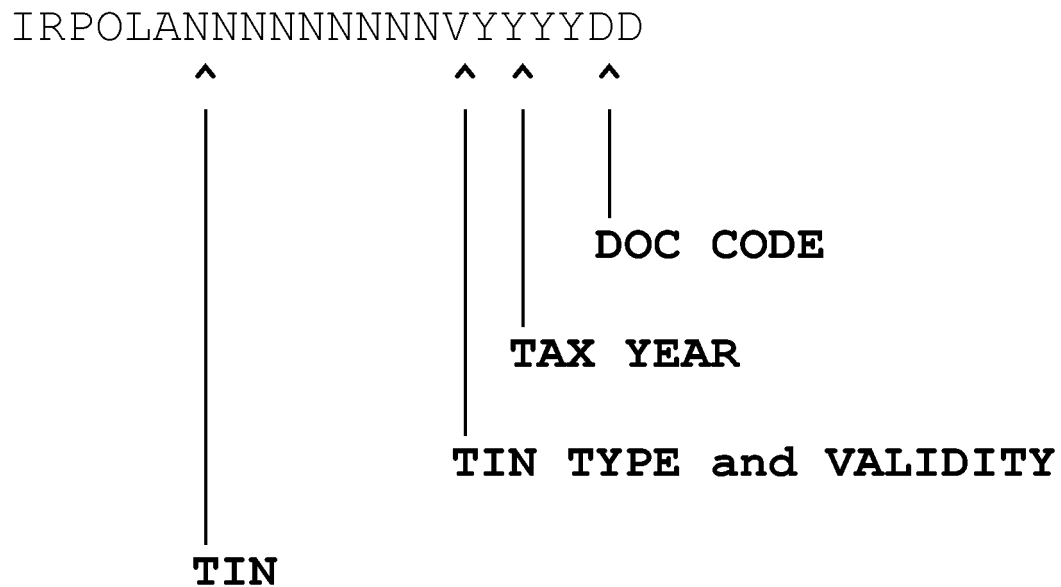 IRPOLANNNNNNNNNVYYYYDD
DOC CODE
TAX YEAR
TIN TYPE and VALIDITY
TIN